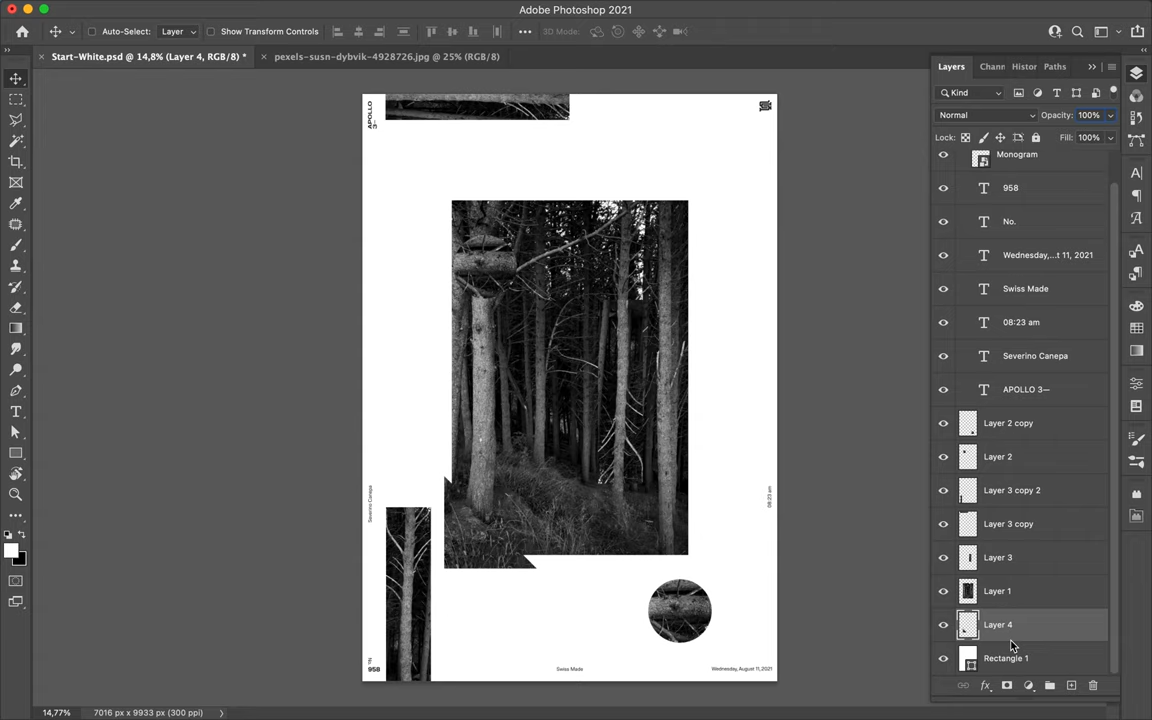 Adobe Photoshop 2021
Auto-Select: Layer Show Transform Controls 3D Mode:
Start-White.psd @ 14,8% (Layer 4, RGB/8) * pexels-susn-dybvik-4928726.jpg @ 25% (RGB/8)
Layers Chann Histor Paths
Kind
Normal Opacity: 100%
Lock: Fill: 100%
Monogram
958
No.
Wednesday,...t 11, 2021
Swiss Made
08:23 am
Severino Canepa
APOLLO 3—
Layer 2 copy
Layer 2
Layer 3 copy 2
Layer 3 copy
Layer 3
Layer 1
Layer 4
Rectangle 1
APOLLO
3—
Severino Canepa
08:23 am
No.
958
Swiss Made
Wednesday, August 11, 2021
14,77% 7016 px x 9933 px (300 ppi)